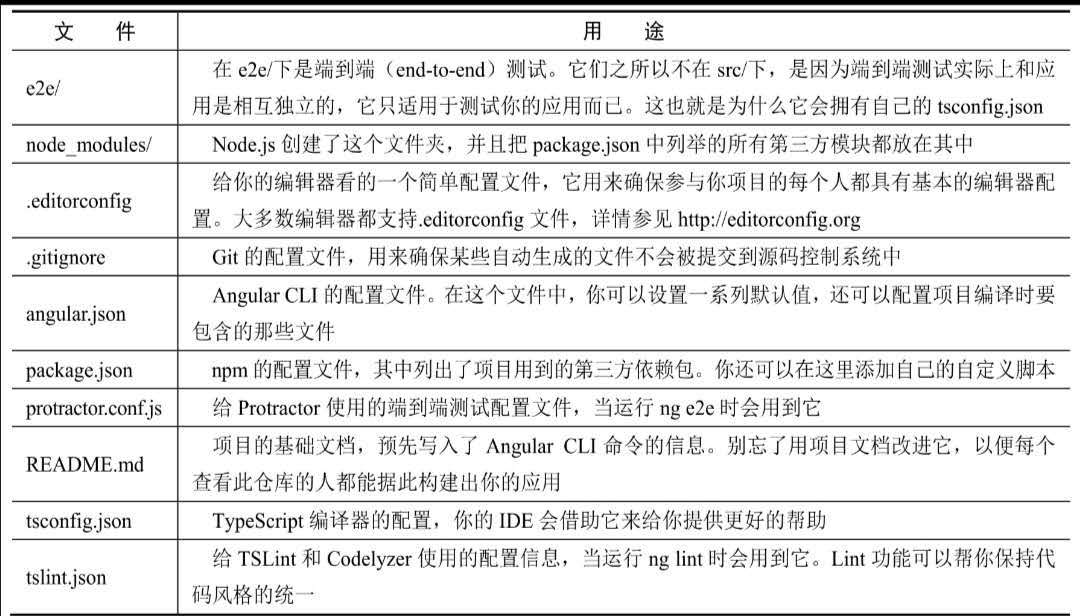 文 件 用 途
e2e/
在 e2e/下是端到端（end-to-end）测试。它们之所以不在 src/下，是因为端到端测试实际上和应
用是相互独立的，它只适用于测试你的应用而已。这也就是为什么它会拥有自己的 tsconfig.json
node_modules/ Node.js 创建了这个文件夹，并且把 package.json 中列举的所有第三方模块都放在其中
.editorconfig
给你的编辑器看的一个简单配置文件，它用来确保参与你项目的每个人都具有基本的编辑器配
置。大多数编辑器都支持.editorconfig 文件，详情参见 http://editorconfig.org
.gitignore Git 的配置文件，用来确保某些自动生成的文件不会被提交到源码控制系统中
angular.json
Angular CLI 的配置文件。在这个文件中，你可以设置一系列默认值，还可以配置项目编译时要
包含的那些文件
package.json npm 的配置文件，其中列出了项目用到的第三方依赖包。你还可以在这里添加自己的自定义脚本
protractor.conf.js 给 Protractor 使用的端到端测试配置文件，当运行 ng e2e 时会用到它
README.md
项目的基础文档，预先写入了 Angular CLI 命令的信息。别忘了用项目文档改进它，以便每个
查看此仓库的人都能据此构建出你的应用
tsconfig.json TypeScript 编译器的配置，你的 IDE 会借助它来给你提供更好的帮助
tslint.json
给 TSLint 和 Codelyzer 使用的配置信息，当运行 ng lint 时会用到它。Lint 功能可以帮你保持代
码风格的统一